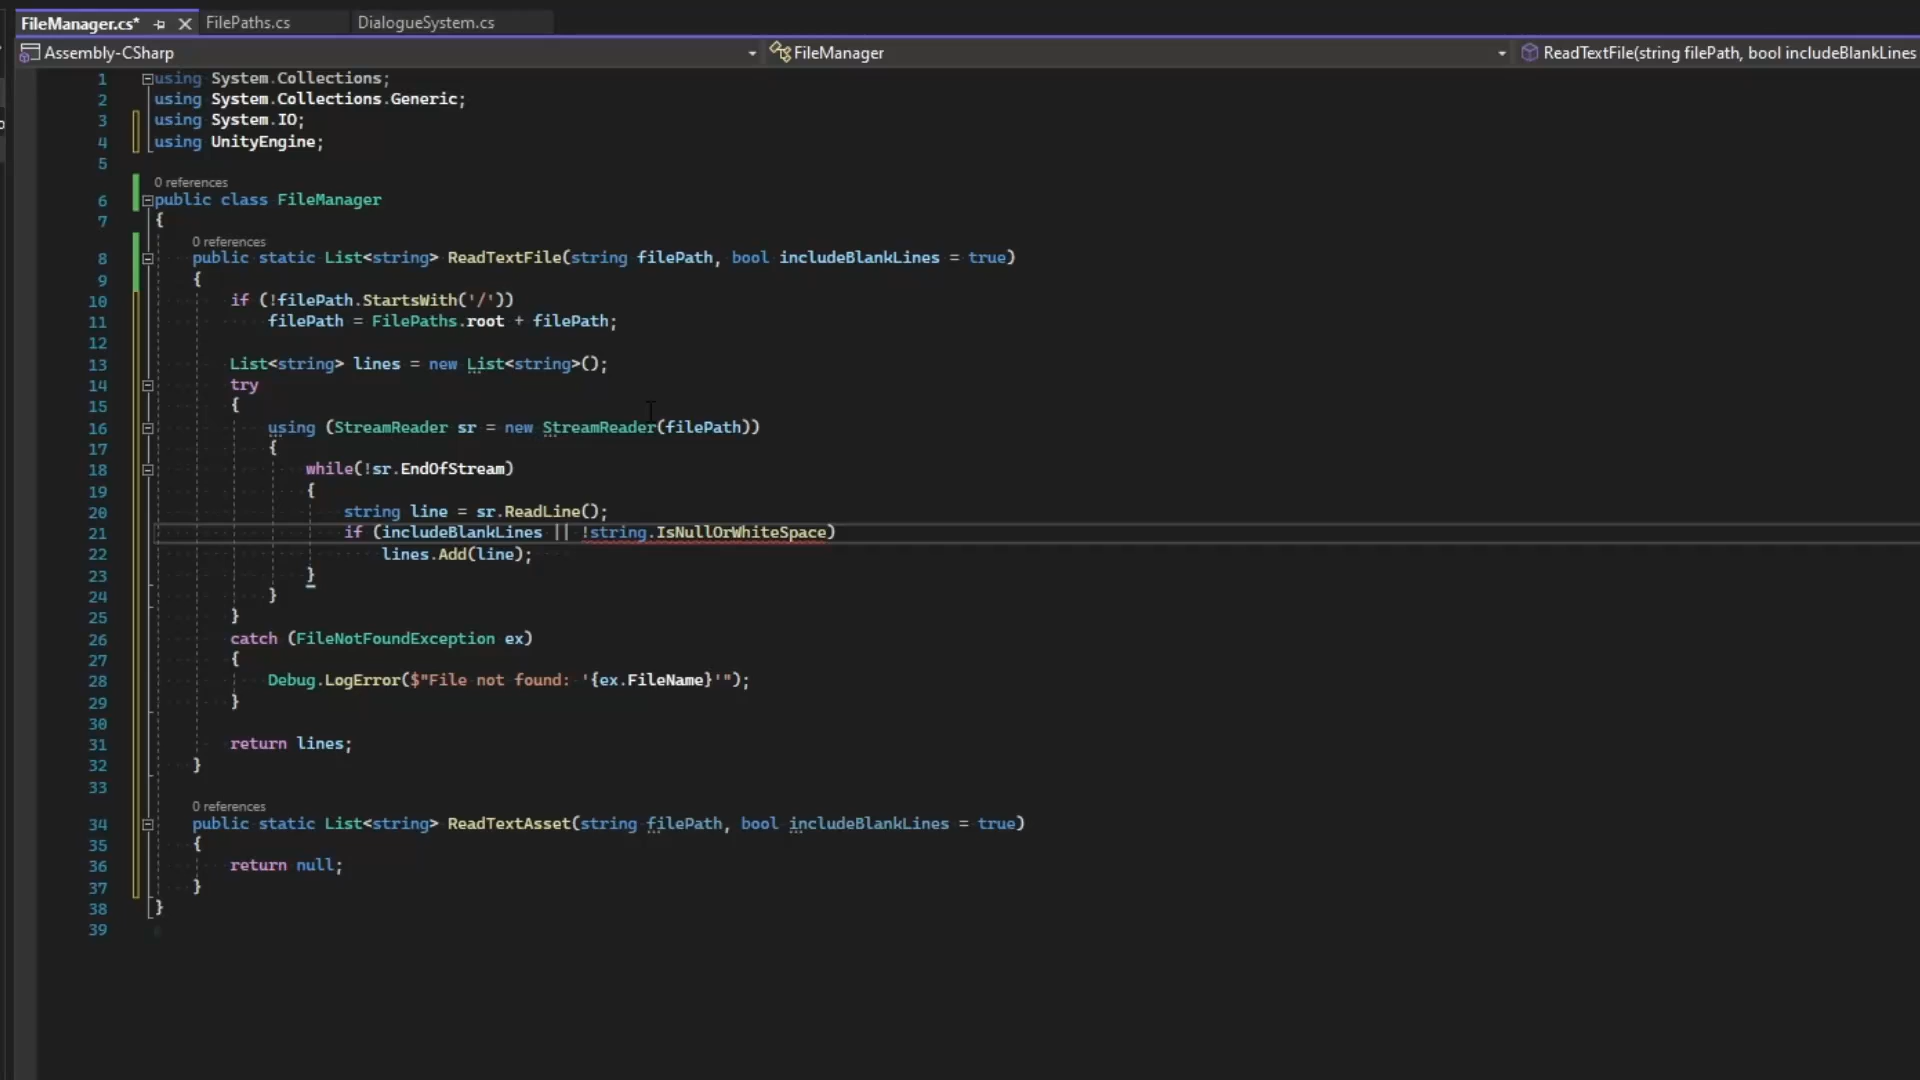 FileManager.cs*
FilePaths.cs
DialogueSystem.cs
Assembly-CSharp
FileManager
ReadTextFile(string filePath, bool includeBlankLines
1 using System.Collections;
2 using System.Collections.Generic;
3 using System.IO;
4 using UnityEngine;
5
0 references
6 public class FileManager
7 {
0 references
8 public static List<string> ReadTextFile(string filePath, bool includeBlankLines = true)
9 {
10 if (!filePath.StartsWith('/'))
11 filePath = FilePaths.root + filePath;
12
13 List<string> lines = new List<string>();
14 try
15 {
16 using (StreamReader sr = new StreamReader(filePath))
17 {
18 while(!sr.EndOfStream)
19 {
20 string line = sr.ReadLine();
21 if (includeBlankLines || !string.IsNullOrWhiteSpace)
22 lines.Add(line);
23 }
24 }
25 }
26 catch (FileNotFoundException ex)
27 {
28 Debug.LogError($"File not found: '{ex.FileName}'");
29 }
30
31 return lines;
32 }
33
0 references
34 public static List<string> ReadTextAsset(string filePath, bool includeBlankLines = true)
35 {
36 return null;
37 }
38 }
39